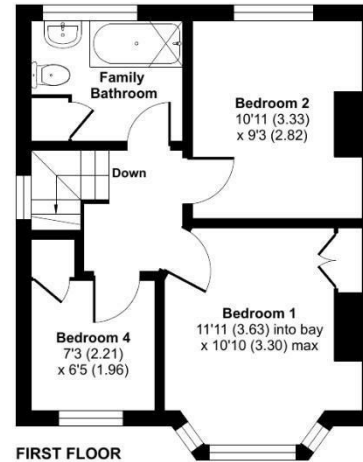 Family
Bathroom
Bedroom 2
10'11 (3.33)
x 9'3 (2.82)
Down
Bedroom 1
11'11 (3.63) into bay
x 10'10 (3.30) max
Bedroom 4
7'3 (2.21)
x 6'5 (1.96)
FIRST FLOOR